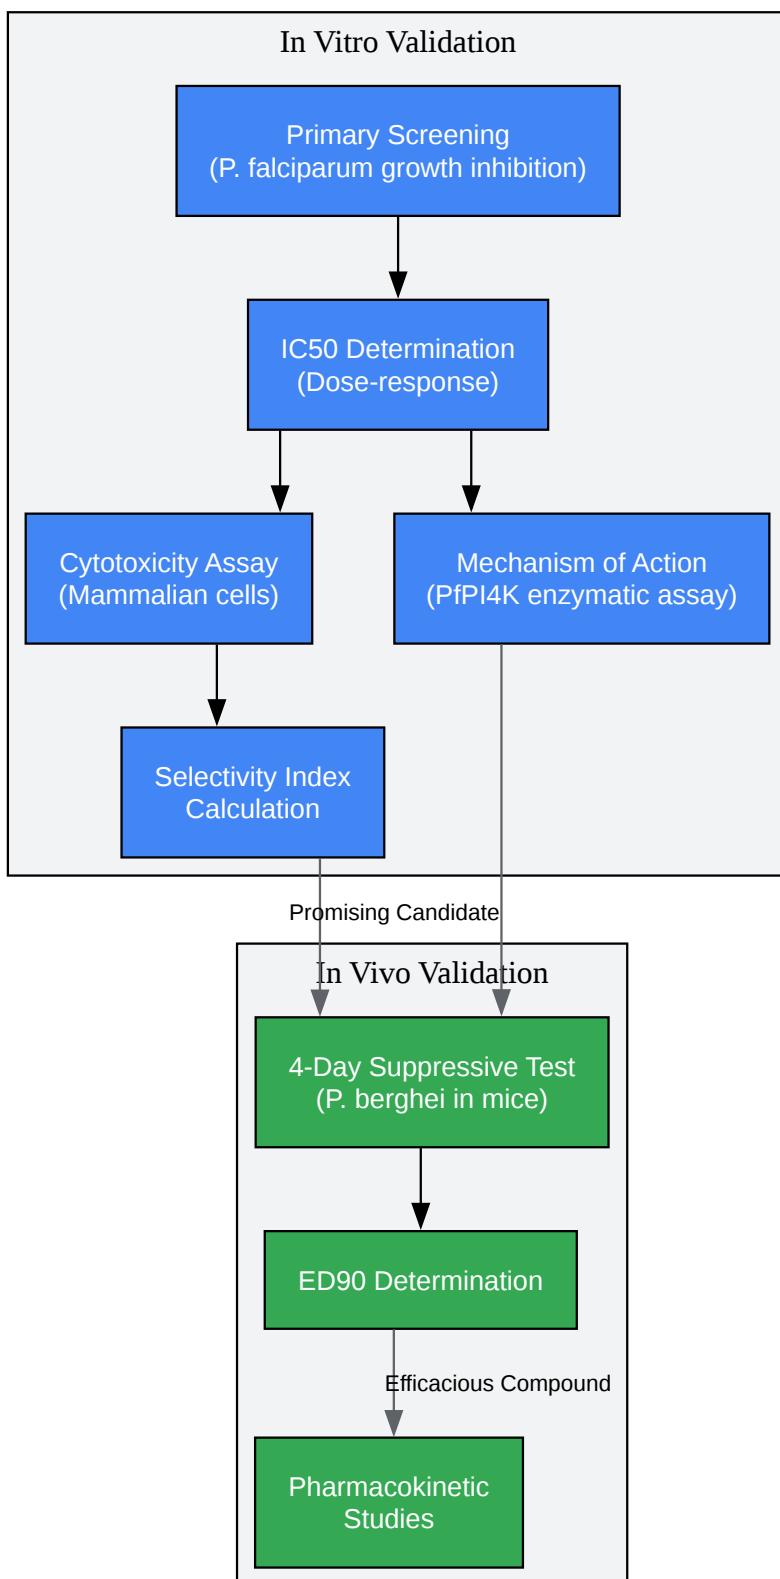 In Vitro Validation
Primary Screening
(P. falciparum growth inhibition)
IC50 Determination
(Dose-response)
Cytotoxicity Assay
(Mammalian cells)
Mechanism of Action
(PfPI4K enzymatic assay)
Selectivity Index
Calculation
Promising Candidate
In Vivo Validation
4-Day Suppressive Test
(P. berghei in mice)
ED90 Determination
Efficacious Compound
Pharmacokinetic
Studies